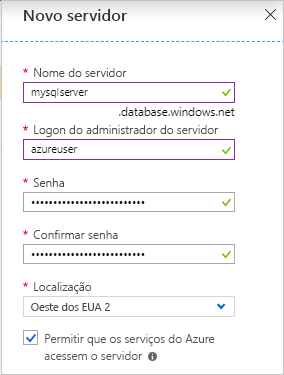 Novo servidor
* Nome do servidor
mysqlserver
.database.windows.net
* Logon do administrador do servidor
azureuser
* Senha
••••••••••••••••••••••••••
* Confirmar senha
••••••••••••••••••••••••••
* Localização
Oeste dos EUA 2
Permitir que os serviços do Azure
acessem o servidor